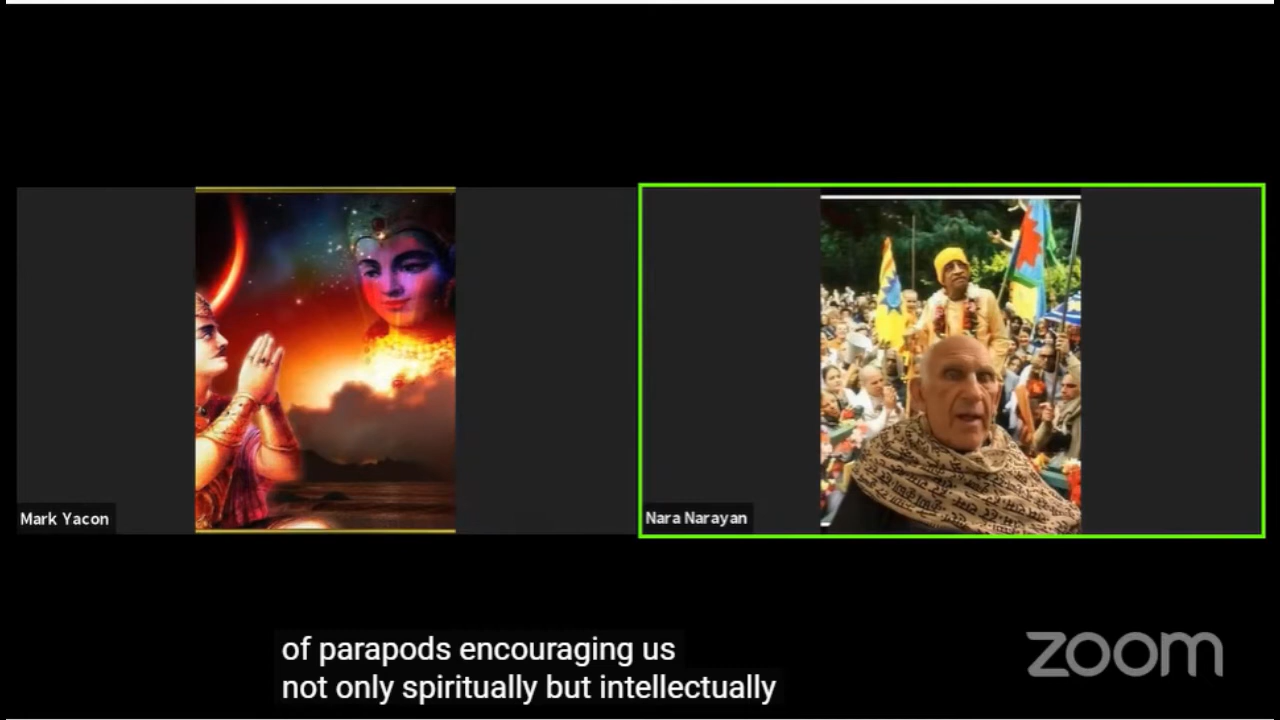 Mark Yacon
Nara Narayan
of parapods encouraging us
not only spiritually but intellectually
zoom